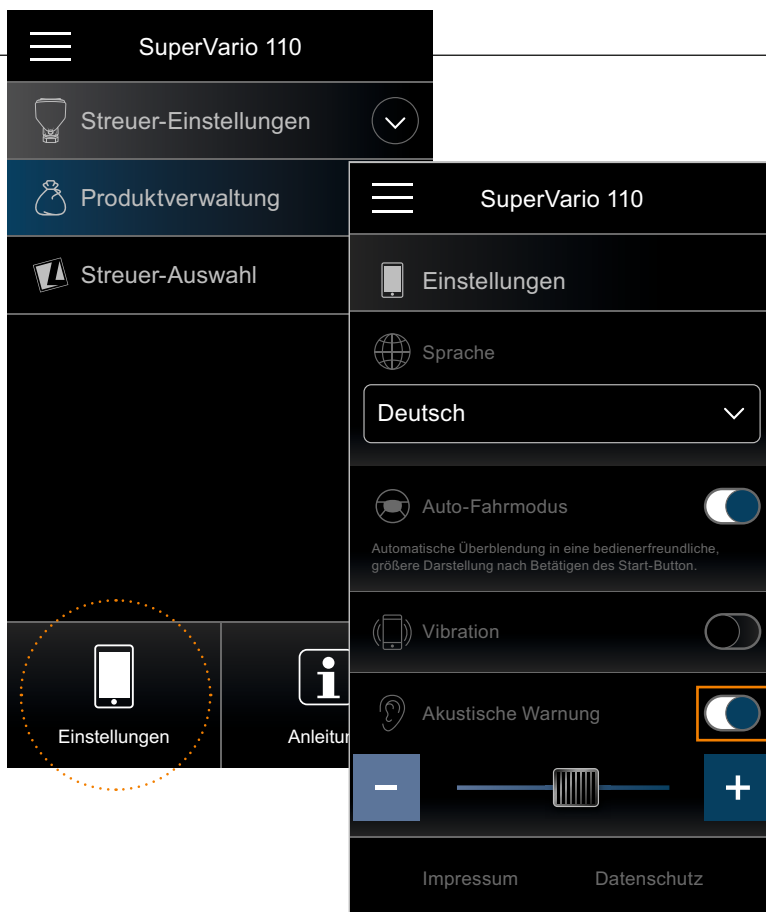 SuperVario 110
Streuer-Einstellungen
Produktverwaltung
Streuer-Auswahl
Einstellungen
SuperVario 110
Einstellungen
Sprache
Deutsch
Auto-Fahrmodus
Automatische Überblendung in eine bedienerfreundliche,
größere Darstellung nach Betätigen des Start-Button.
Vibration
Akustische Warnung
Impressum
Datenschutz